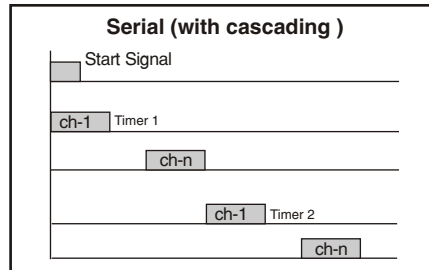 Serial (with cascading )
Start Signal
ch-1 Timer 1
ch-n
ch-1 Timer 2
ch-n